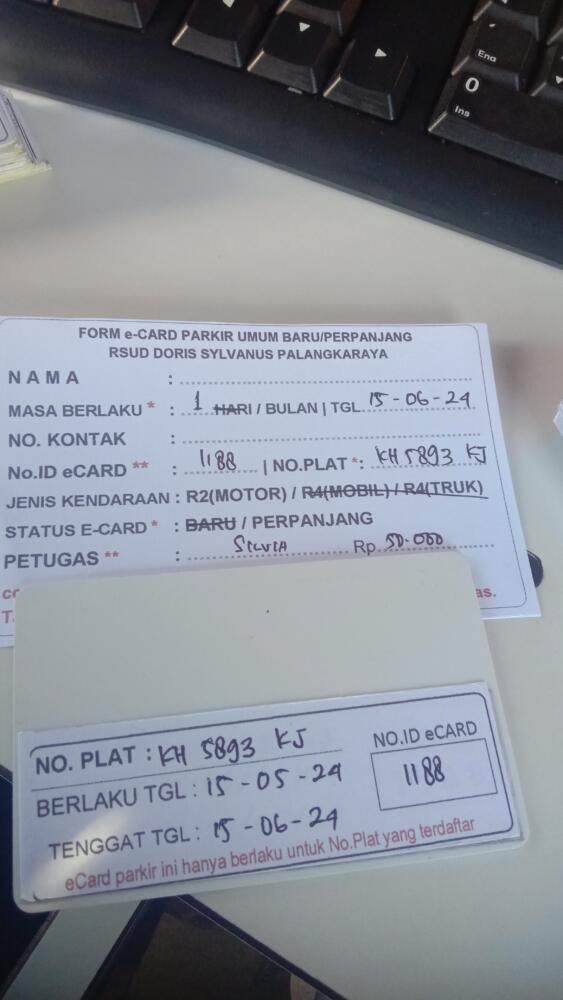 Ena
0
Ins
FORM e-CARD PARKIR UMUM BARU/PERPANJANG
RSUD DORIS SYLVANUS PALANGKARAYA
N A M A :
MASA BERLAKU * : 1 HARI / BULAN | TGL 15-06-24
NO. KONTAK :
No.ID eCARD ** : 1188 | NO.PLAT *: KH 5893 KJ
JENIS KENDARAAN : R2(MOTOR) / R4(MOBIL) / R4(TRUK)
STATUS E-CARD * : BARU / PERPANJANG
PETUGAS ** : SILVIA Rp. 50.000
NO. PLAT : KH 5893 KJ
BERLAKU TGL : 15-05-24
TENGGAT TGL : 15-06-24
NO.ID eCARD
1188
eCard parkir ini hanya berlaku untuk No.Plat yang terdaftar